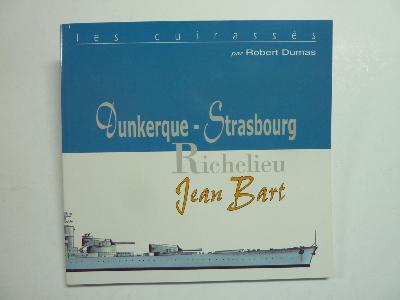 les cuirassés
par Robert Dumas
Dunkerque - Strasbourg
Richelieu
Jean Bart